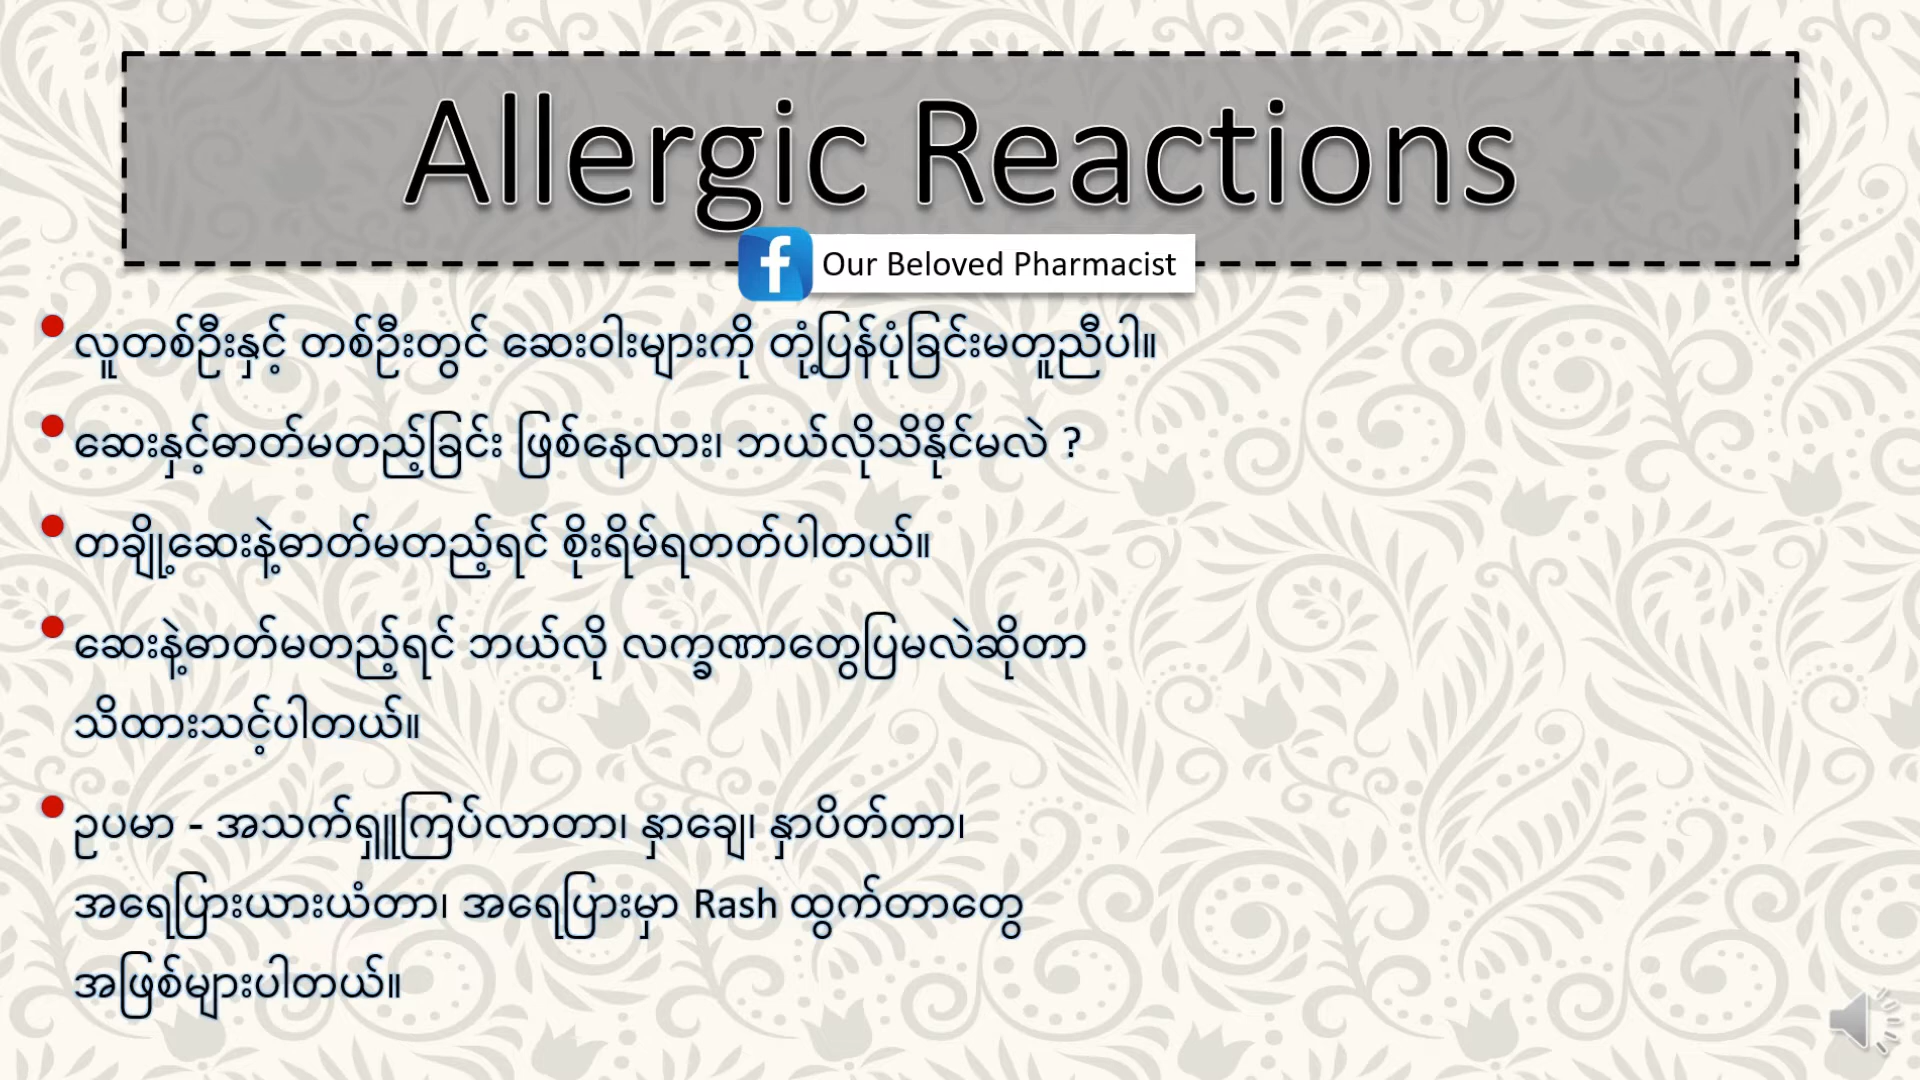 Allergic Reactions
Our Beloved Pharmacist
လူတစ်ဦးနှင့် တစ်ဦးတွင် ဆေးဝါးများကို တုံ့ပြန်ပုံခြင်းမတူညီပါ။
ဆေးနှင့်ဓာတ်မတည့်ခြင်း ဖြစ်နေလား၊ ဘယ်လိုသိနိုင်မလဲ ?
တချို့ဆေးနဲ့ဓာတ်မတည့်ရင် စိုးရိမ်ရတတ်ပါတယ်။
ဆေးနဲ့ဓာတ်မတည့်ရင် ဘယ်လို လက္ခဏာတွေပြမလဲဆိုတာ
သိထားသင့်ပါတယ်။
ဥပမာ - အသက်ရှူကြပ်လာတာ၊ နှာချေ၊ နှာပိတ်တာ၊
အရေပြားယားယံတာ၊ အရေပြားမှာ Rash ထွက်တာတွေ
အဖြစ်များပါတယ်။